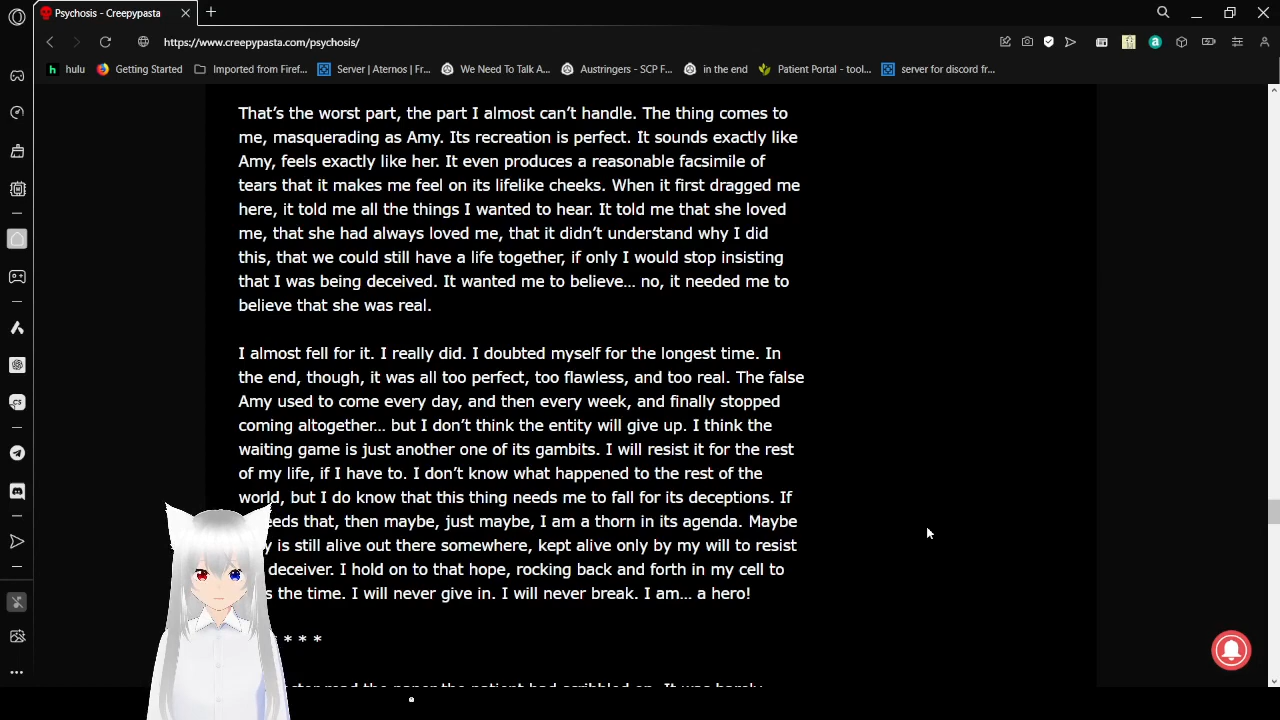 Psychosis - Creepypasta
https://www.creepypasta.com/psychosis/
hulu Getting Started Imported from Firef... Server | Aternos | Fr... We Need To Talk A... Austringers - SCP F... in the end Patient Portal - tool... server for discord fr...
That’s the worst part, the part I almost can’t handle. The thing comes to
me, masquerading as Amy. Its recreation is perfect. It sounds exactly like
Amy, feels exactly like her. It even produces a reasonable facsimile of
tears that it makes me feel on its lifelike cheeks. When it first dragged me
here, it told me all the things I wanted to hear. It told me that she loved
me, that she had always loved me, that it didn’t understand why I did
this, that we could still have a life together, if only I would stop insisting
that I was being deceived. It wanted me to believe… no, it needed me to
believe that she was real.
I almost fell for it. I really did. I doubted myself for the longest time. In
the end, though, it was all too perfect, too flawless, and too real. The false
Amy used to come every day, and then every week, and finally stopped
coming altogether… but I don’t think the entity will give up. I think the
waiting game is just another one of its gambits. I will resist it for the rest
of my life, if I have to. I don’t know what happened to the rest of the
world, but I do know that this thing needs me to fall for its deceptions. If
that, then maybe, just maybe, I am a thorn in its agenda. Maybe
is still alive out there somewhere, kept alive only by my will to resist
deceiver. I hold on to that hope, rocking back and forth in my cell to
the time. I will never give in. I will never break. I am… a hero!
* * *
read the paper the patient had scribbled on. It was barely